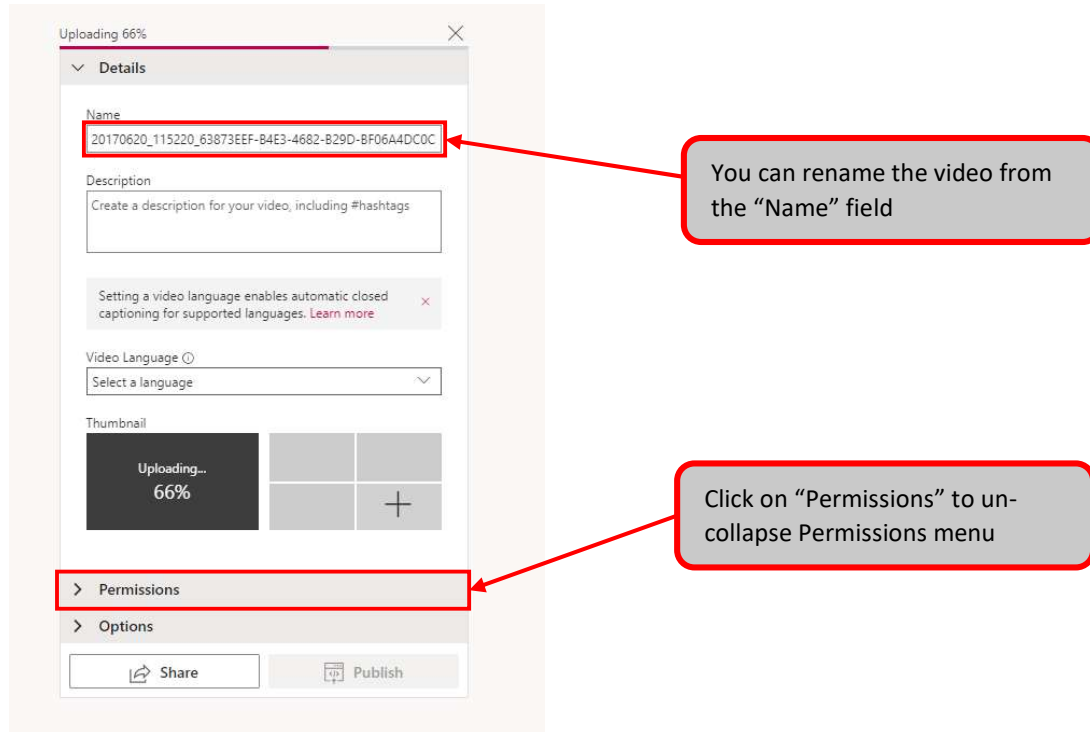 Uploading 66%
Details
Name
20170620_115220_63873EEF-B4E3-4682-B29D-BF06A4DC0C
You can rename the video from
the “Name” field
Description
Create a description for your video, including #hashtags
Setting a video language enables automatic closed
captioning for supported languages. Learn more
Video Language
Select a language
Thumbnail
Uploading...
66%
Click on “Permissions” to un-
collapse Permissions menu
Permissions
Options
Share
Publish